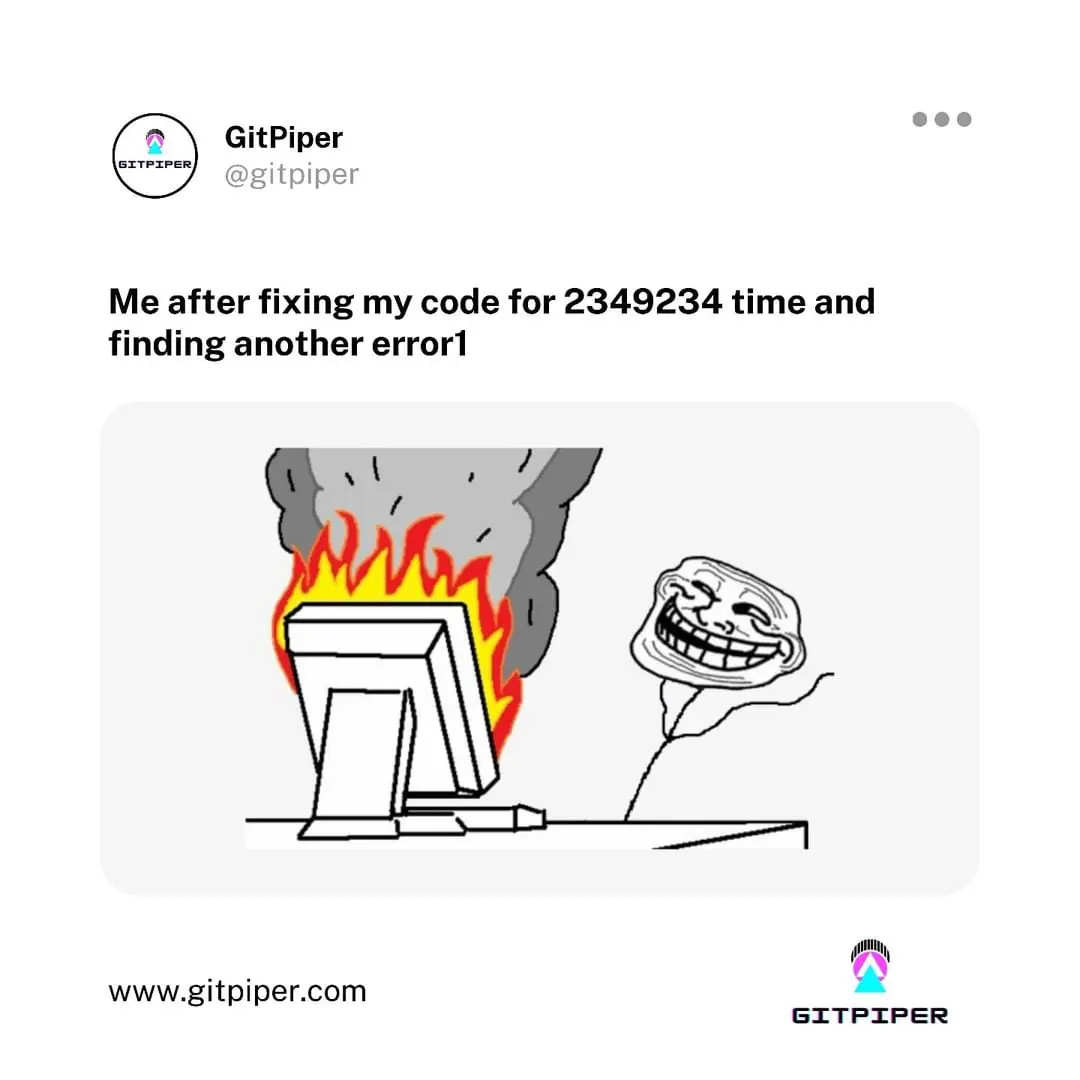 GITPIPER
GitPiper
@gitpiper
Me after fixing my code for 2349234 time and
finding another error1
www.gitpiper.com
GITPIPER